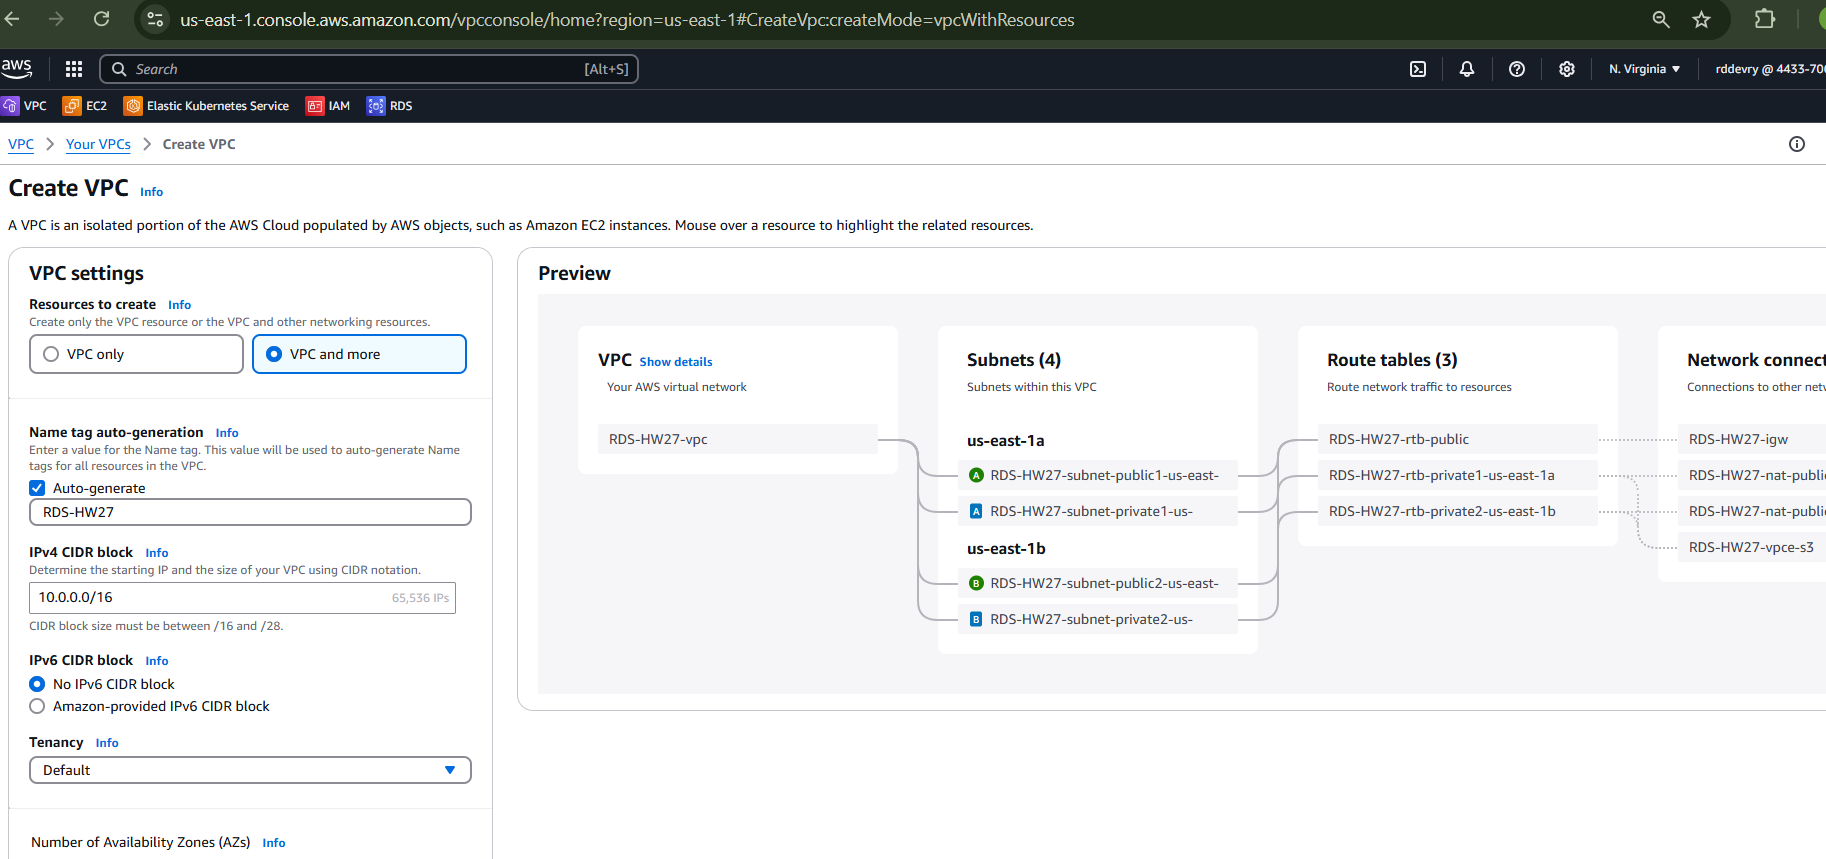 us-east-1.console.aws.amazon.com/vpcconsole/home?region=us-east-1#CreateVpc:createMode=vpcWithResources
aws
Search [Alt+S]
N. Virginia
rddevry @ 4433-70
VPC EC2 Elastic Kubernetes Service IAM RDS
VPC > Your VPCs > Create VPC
Create VPC Info
A VPC is an isolated portion of the AWS Cloud populated by AWS objects, such as Amazon EC2 instances. Mouse over a resource to highlight the related resources.
VPC settings
Resources to create Info
Create only the VPC resource or the VPC and other networking resources.
VPC only
VPC and more
Name tag auto-generation Info
Enter a value for the Name tag. This value will be used to auto-generate Name
tags for all resources in the VPC.
Auto-generate
RDS-HW27
IPv4 CIDR block Info
Determine the starting IP and the size of your VPC using CIDR notation.
10.0.0.0/16 65,536 IPs
CIDR block size must be between /16 and /28.
IPv6 CIDR block Info
No IPv6 CIDR block
Amazon-provided IPv6 CIDR block
Tenancy Info
Default
Number of Availability Zones (AZs) Info
Preview
VPC Show details
Your AWS virtual network
RDS-HW27-vpc
Subnets (4)
Subnets within this VPC
us-east-1a
A RDS-HW27-subnet-public1-us-east-
A RDS-HW27-subnet-private1-us-
us-east-1b
B RDS-HW27-subnet-public2-us-east-
B RDS-HW27-subnet-private2-us-
Route tables (3)
Route network traffic to resources
RDS-HW27-rtb-public
RDS-HW27-rtb-private1-us-east-1a
RDS-HW27-rtb-private2-us-east-1b
Network connect
Connections to other netw
RDS-HW27-igw
RDS-HW27-nat-public
RDS-HW27-nat-public
RDS-HW27-vpce-s3